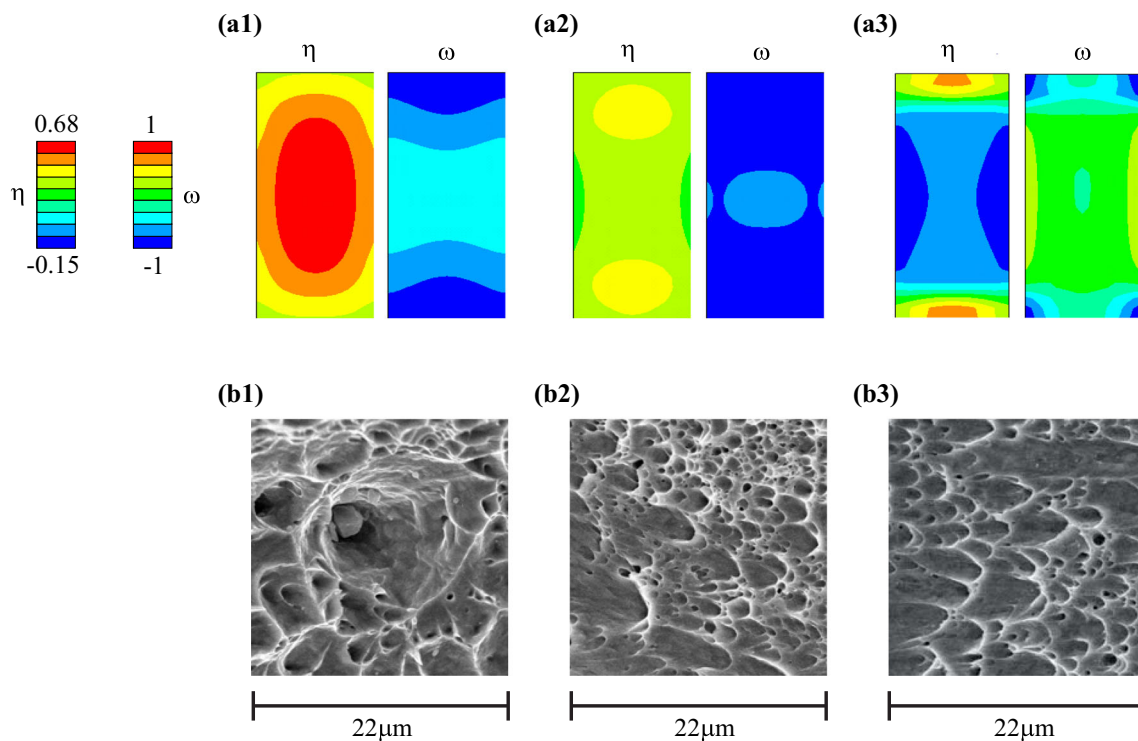 (a1) (a2) (a3)
η ω η ω η ω
0.68 1
η ω
-0.15 -1
(b1) (b2) (b3)
22μm 22μm 22μm